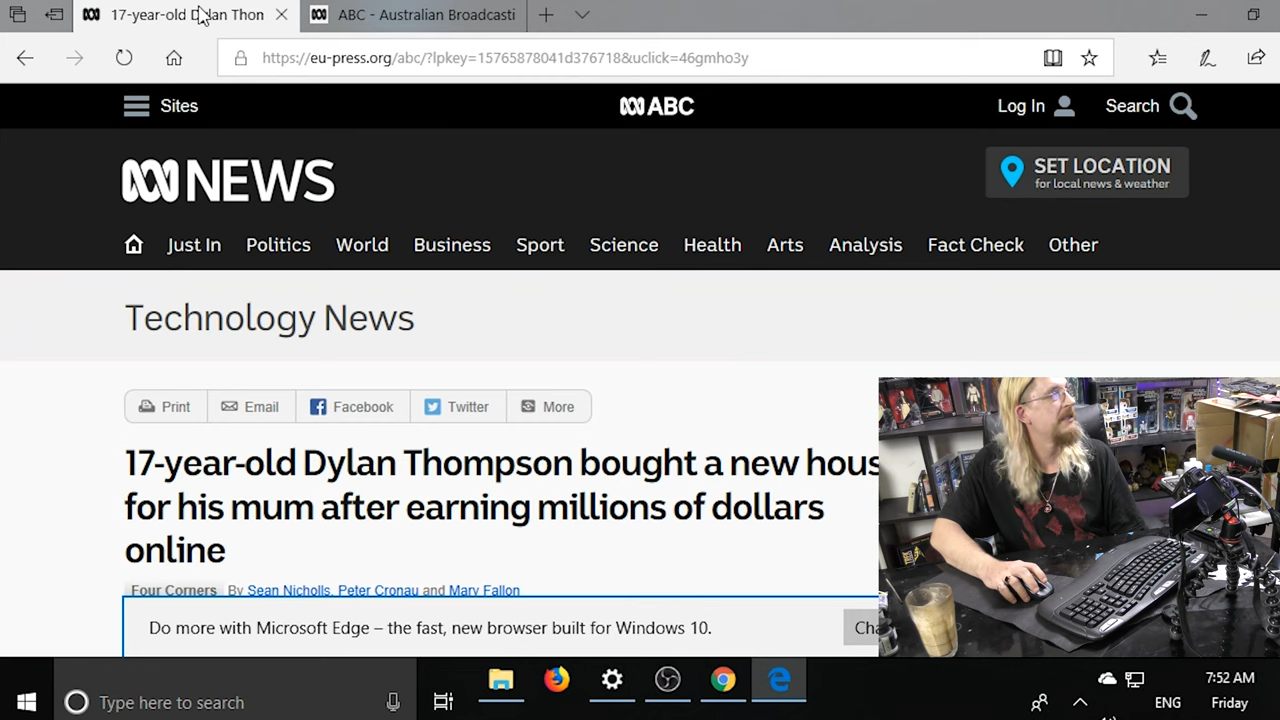 17-year-old Dylan Thon
ABC - Australian Broadcasti
https://eu-press.org/abc/?lpkey=15765878041d376718&uclick=46gmho3y
Sites
ABC
Log In
Search
NEWS
SET LOCATION
for local news & weather
Just In
Politics
World
Business
Sport
Science
Health
Arts
Analysis
Fact Check
Other
Technology News
Print
Email
Facebook
Twitter
More
17-year-old Dylan Thompson bought a new hous
for his mum after earning millions of dollars
online
Four Corners By Sean Nicholls, Peter Cronau and Mary Fallon
Do more with Microsoft Edge – the fast, new browser built for Windows 10.
Cha
Type here to search
7:52 AM
ENG
Friday